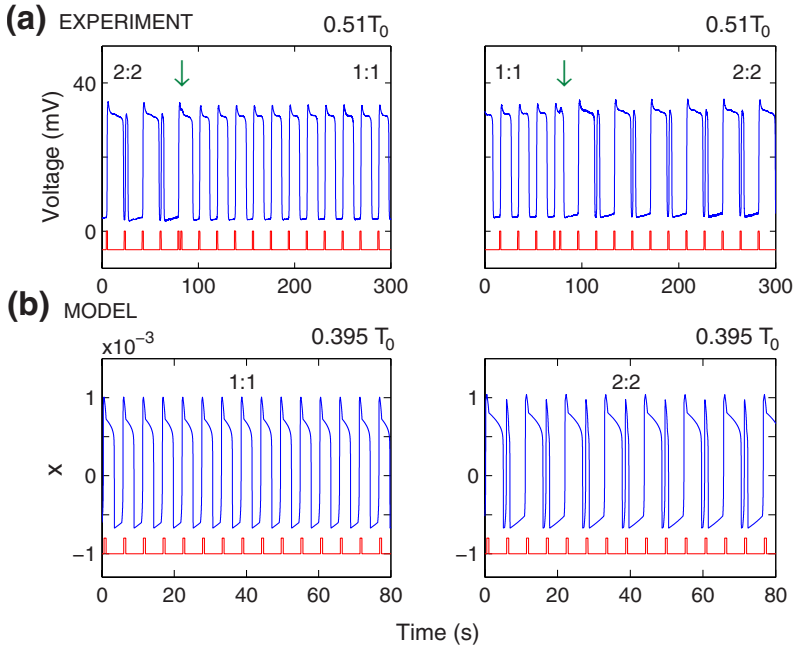 (a) EXPERIMENT 0.51T0 0.51T0
2:2 1:1 1:1 2:2
40
0
Voltage (mV)
0 100 200 300 0 100 200 300
(b) MODEL
x10−3 0.395 T0 0.395 T0
1:1 2:2
1
0
−1
x
0 20 40 60 80 0 20 40 60 80
Time (s)